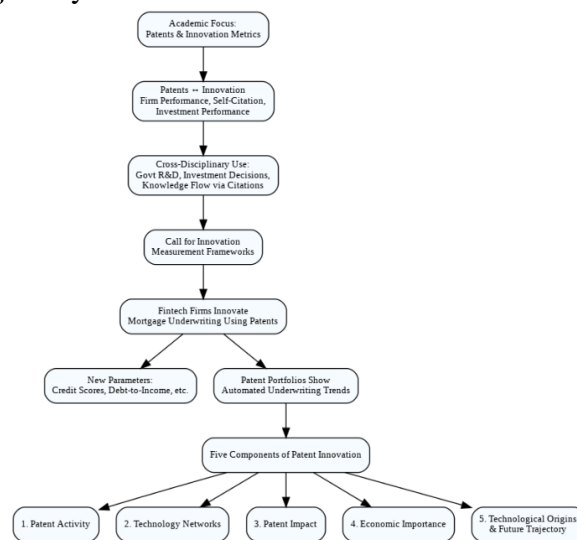 Academic Focus:
Patents & Innovation Metrics
Patents ↔ Innovation
Firm Performance, Self-Citation,
Investment Performance
Cross-Disciplinary Use:
Govt R&D, Investment Decisions,
Knowledge Flow via Citations
Call for Innovation
Measurement Frameworks
Fintech Firms Innovate
Mortgage Underwriting Using Patents
New Parameters:
Credit Scores, Debt-to-Income, etc.
Patent Portfolios Show
Automated Underwriting Trends
Five Components of Patent Innovation
1. Patent Activity
2. Technology Networks
3. Patent Impact
4. Economic Importance
5. Technological Origins
& Future Trajectory